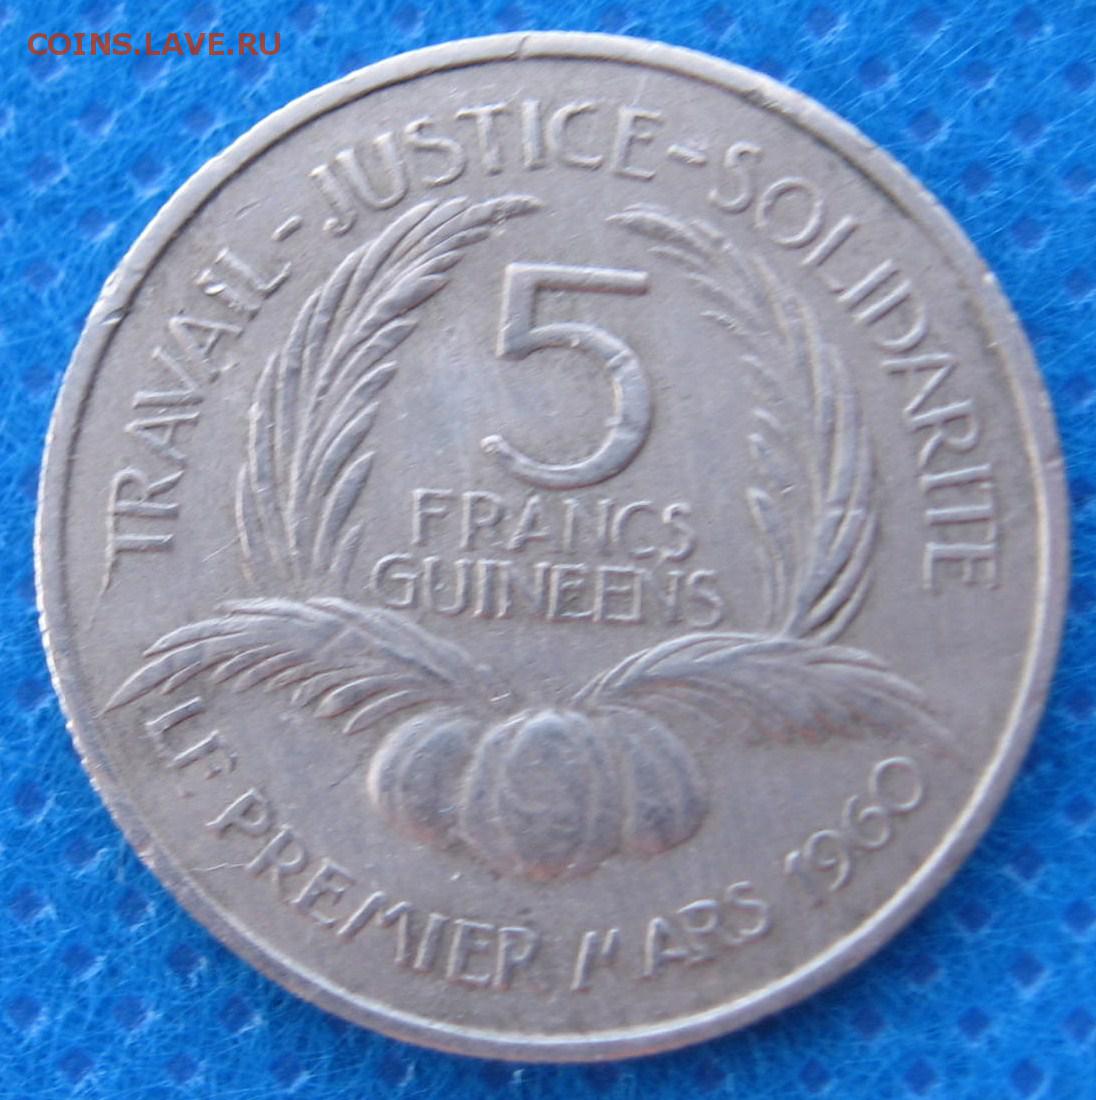 COINS.LAVE.RU
TRAVAIL - JUSTICE - SOLIDARITE
5
FRANCS
GUINEENS
LE PREMIER MARS 1960